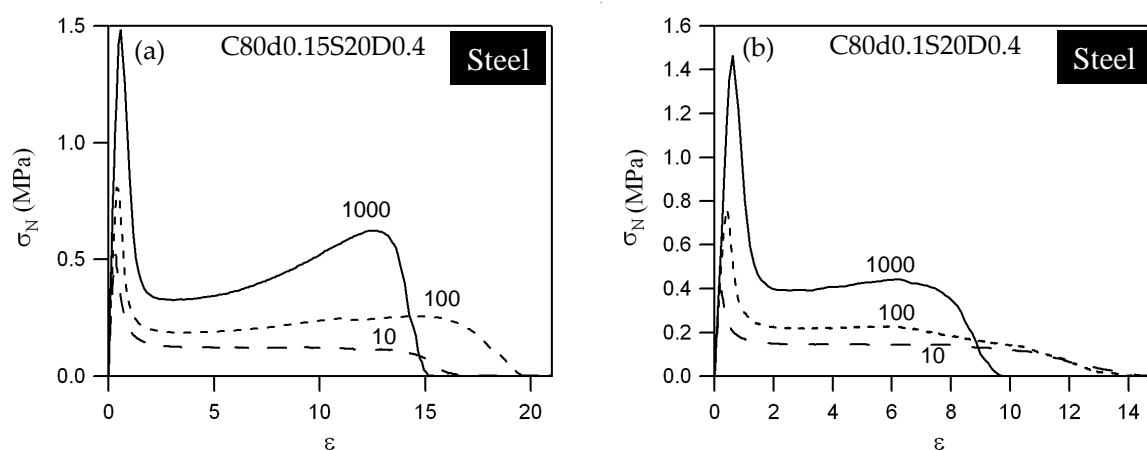 (a) C80d0.15S20D0.4
Steel
1.5
1.0
0.5
0.0
σN (MPa)
1000
100
10
0 5 10 15 20
ε
(b) C80d0.1S20D0.4
Steel
1.6
1.4
1.2
1.0
0.8
0.6
0.4
0.2
0.0
σN (MPa)
1000
100
10
0 2 4 6 8 10 12 14
ε